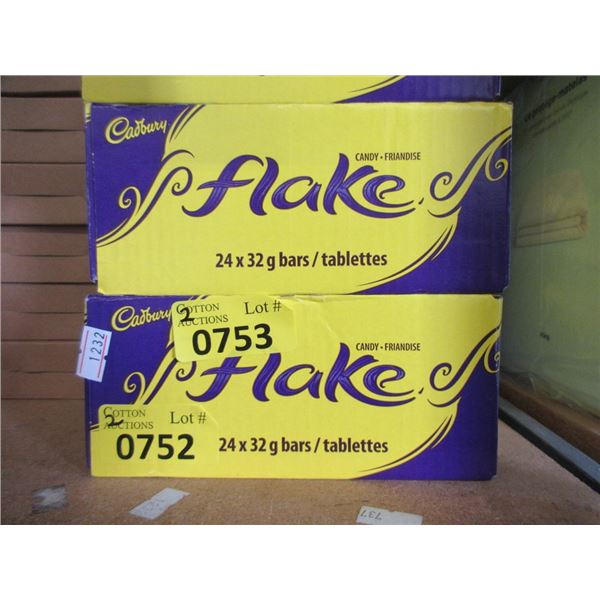 Cadbury
flake
CANDY • FRIANDISE
24 x 32 g bars / tablettes
Cadbury
2
COTTON
AUCTIONS
Lot #
0753
CANDY • FRIANDISE
flake
1232
2
COTTON
AUCTIONS
Lot #
0752
24 x 32 g bars / tablettes
737